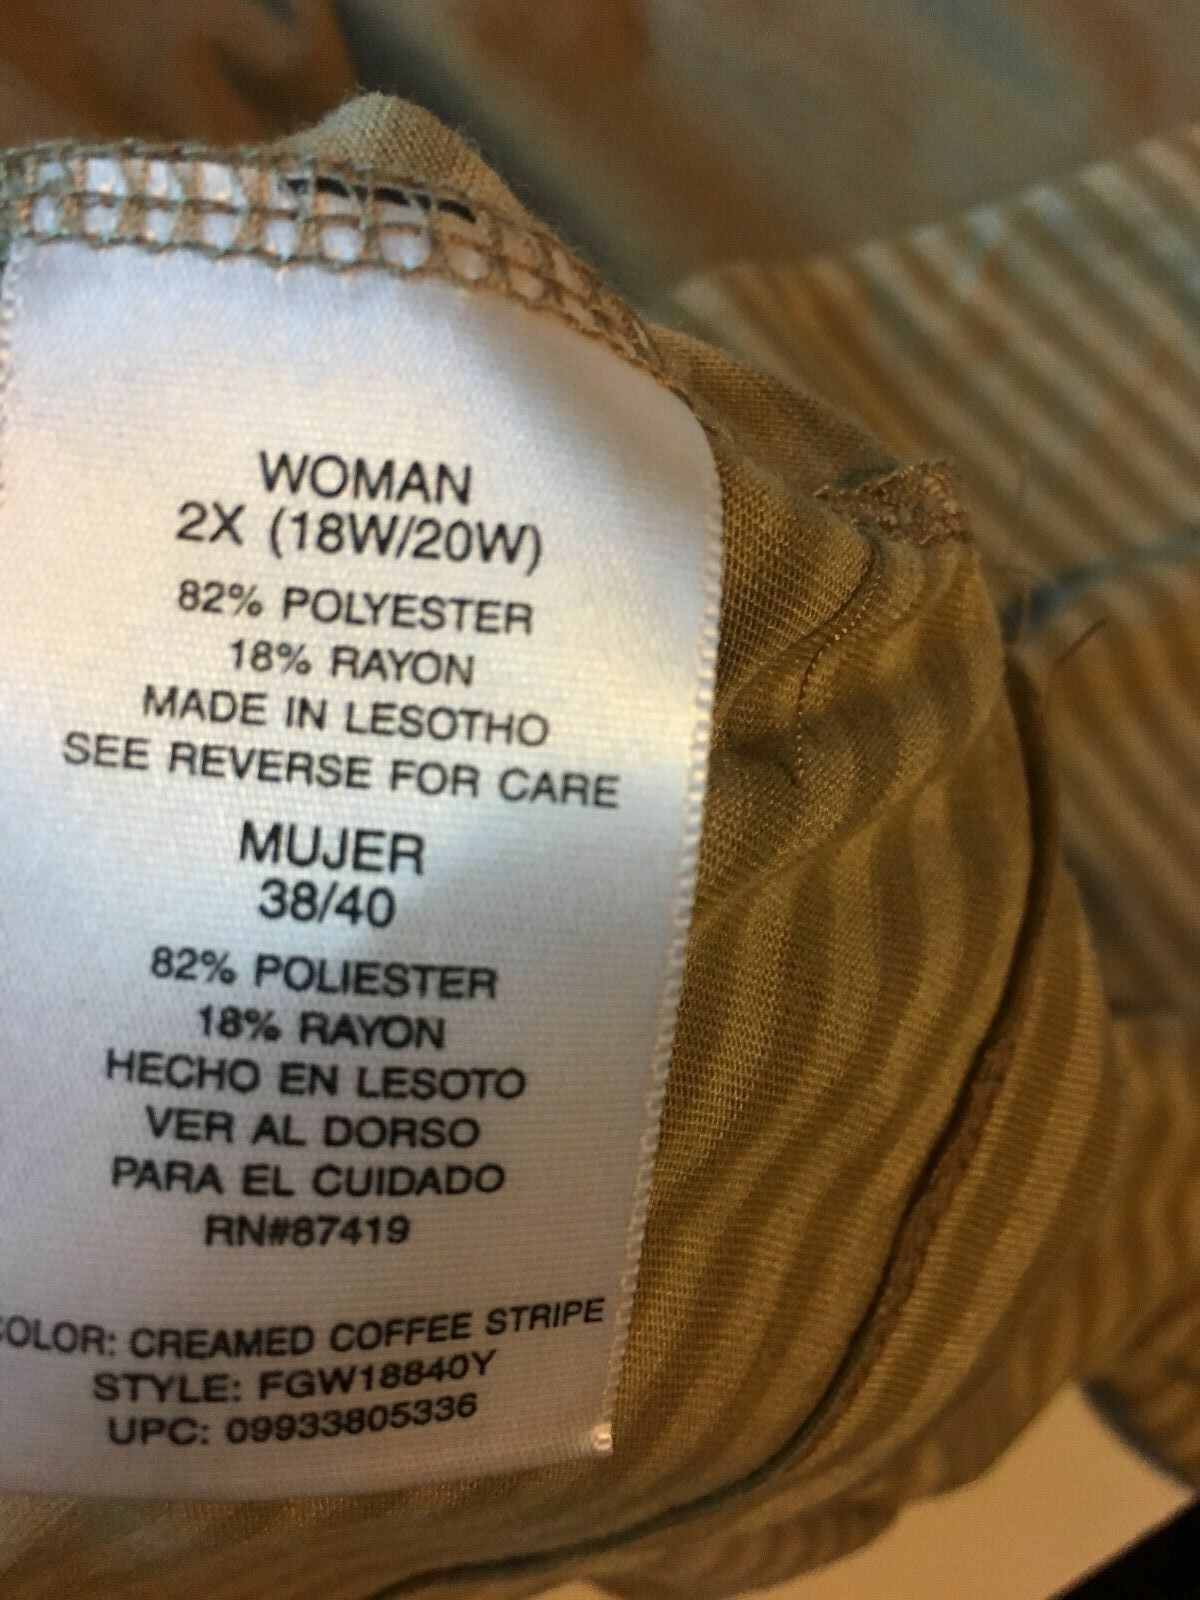 WOMAN
2X (18W/20W)
82% POLYESTER
18% RAYON
MADE IN LESOTHO
SEE REVERSE FOR CARE
MUJER
38/40
82% POLIESTER
18% RAYON
HECHO EN LESOTO
VER AL DORSO
PARA EL CUIDADO
RN#87419
COLOR: CREAMED COFFEE STRIPE
STYLE: FGW18840Y
UPC: 09933805336